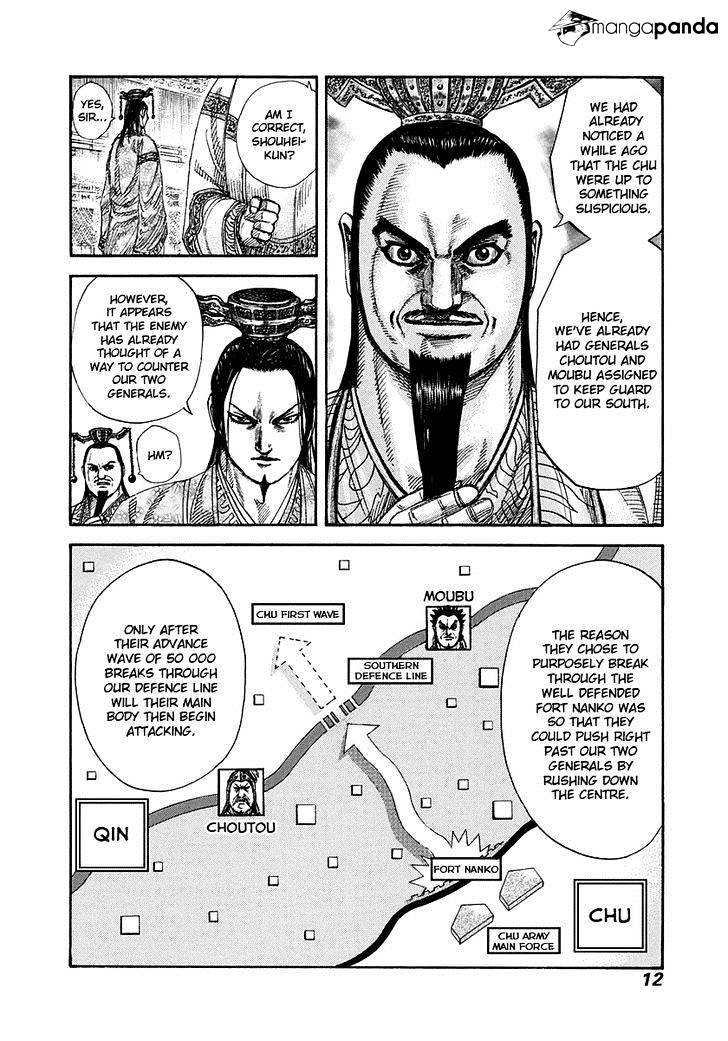 mangapanda
WE HAD
ALREADY
NOTICED A
WHILE AGO
THAT THE CHU
WERE UP TO
SOMETHING
SUSPICIOUS.
HENCE,
WE'VE ALREADY
HAD GENERALS
CHOUTOU AND
MOUBU ASSIGNED
TO KEEP GUARD
TO OUR SOUTH.
AM I
CORRECT,
SHOUHEI-
KUN?
YES,
SIR...
HOWEVER,
IT APPEARS
THAT THE ENEMY
HAS ALREADY
THOUGHT OF A
WAY TO COUNTER
OUR TWO
GENERALS.
HM?
THE REASON
THEY CHOSE TO
PURPOSELY BREAK
THROUGH THE
WELL DEFENDED
FORT NANKO WAS
SO THAT THEY
COULD PUSH RIGHT
PAST OUR TWO
GENERALS BY
RUSHING DOWN
THE CENTRE.
MOUBU
CHU FIRST WAVE
SOUTHERN
DEFENCE LINE
ONLY AFTER
THEIR ADVANCE
WAVE OF 50 000
BREAKS THROUGH
OUR DEFENCE LINE
WILL THEIR MAIN
BODY THEN BEGIN
ATTACKING.
CHOUTOU
QIN
FORT NANKO
CHU
CHU ARMY
MAIN FORCE
12